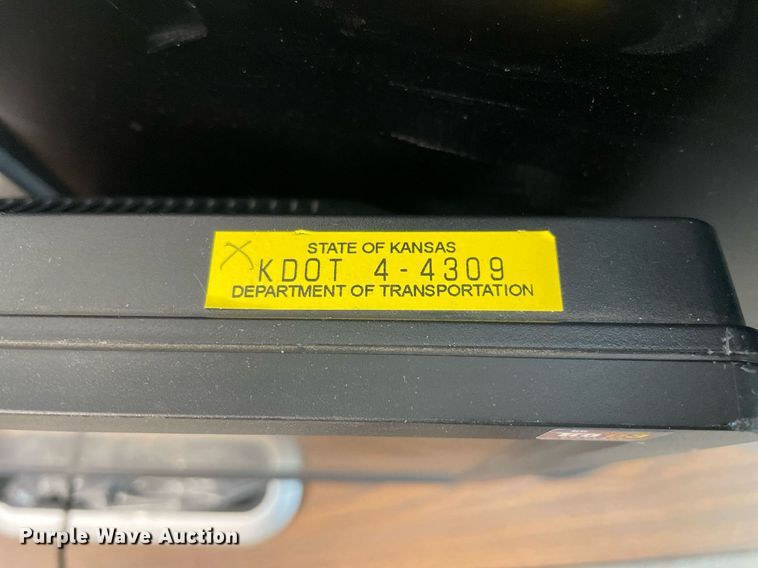 STATE OF KANSAS
KDOT 4-4309
DEPARTMENT OF TRANSPORTATION
Purple Wave Auction